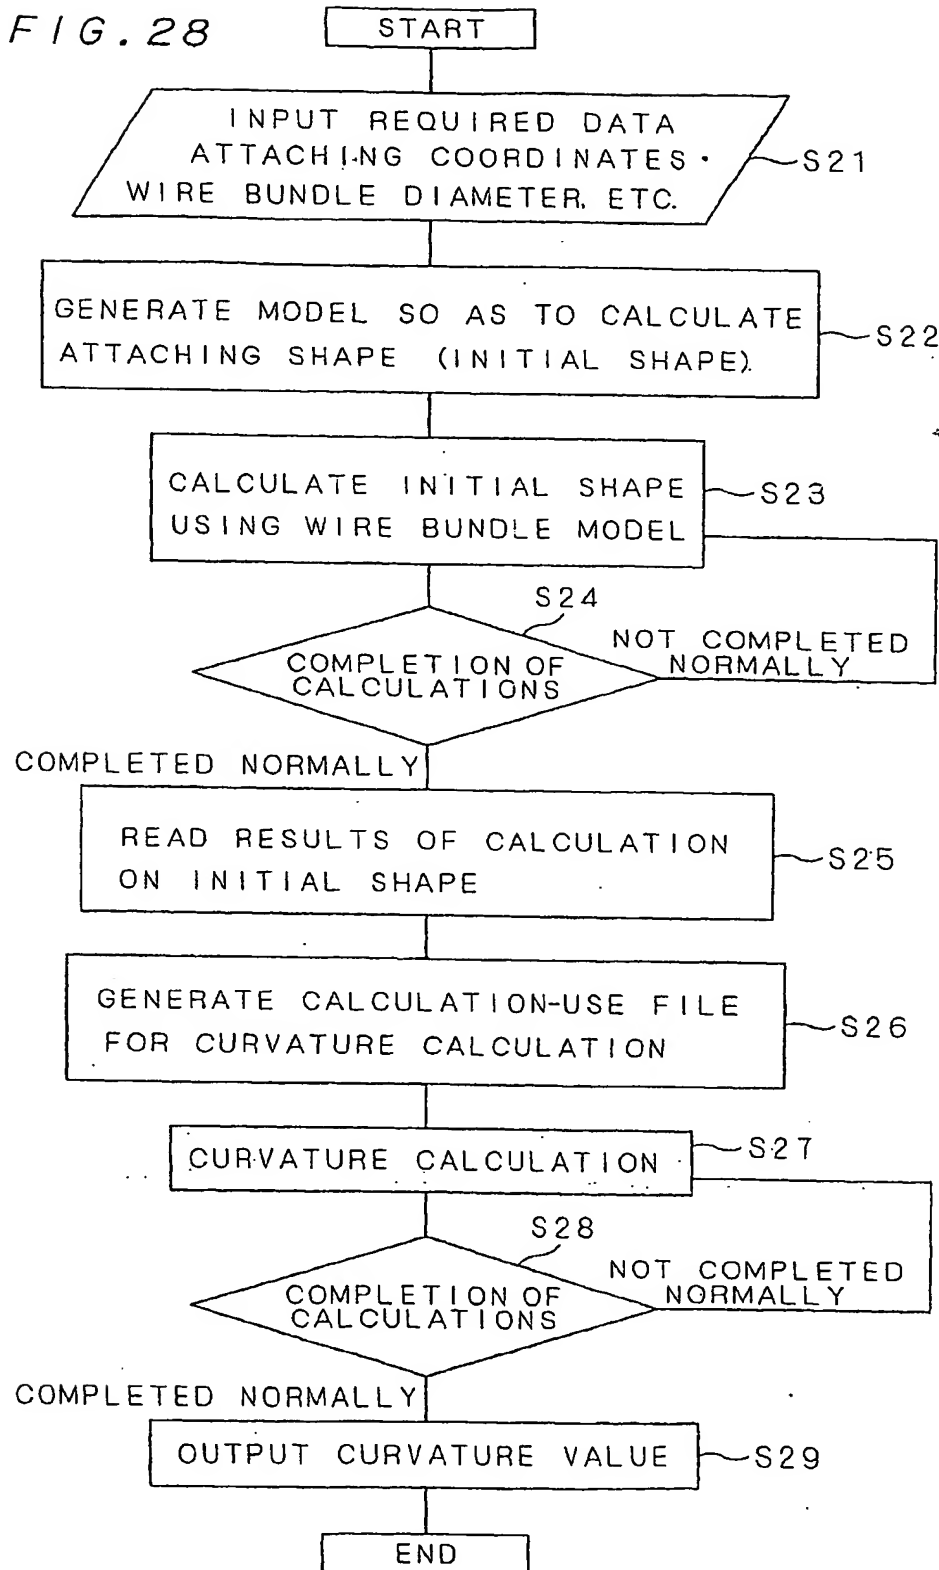 FIG. 28
START
INPUT REQUIRED DATA
ATTACHING COORDINATES ·
WIRE BUNDLE DIAMETER, ETC.
S21
GENERATE MODEL SO AS TO CALCULATE
ATTACHING SHAPE (INITIAL SHAPE).
S22
CALCULATE INITIAL SHAPE
USING WIRE BUNDLE MODEL
S23
S24
COMPLETION OF
CALCULATIONS
NOT COMPLETED
NORMALLY
COMPLETED NORMALLY
READ RESULTS OF CALCULATION
ON INITIAL SHAPE
S25
GENERATE CALCULATION-USE FILE
FOR CURVATURE CALCULATION
S26
CURVATURE CALCULATION
S27
S28
COMPLETION OF
CALCULATIONS
NOT COMPLETED
NORMALLY
COMPLETED NORMALLY
OUTPUT CURVATURE VALUE
S29
END